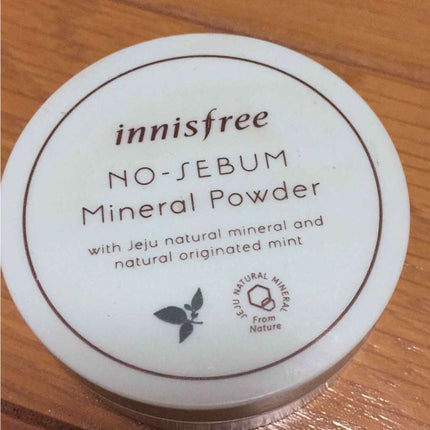 innisfree
NO-SEBUM
Mineral Powder
with Jeju natural mineral and
natural originated mint
JEJU NATURAL MINERAL
From
Nature